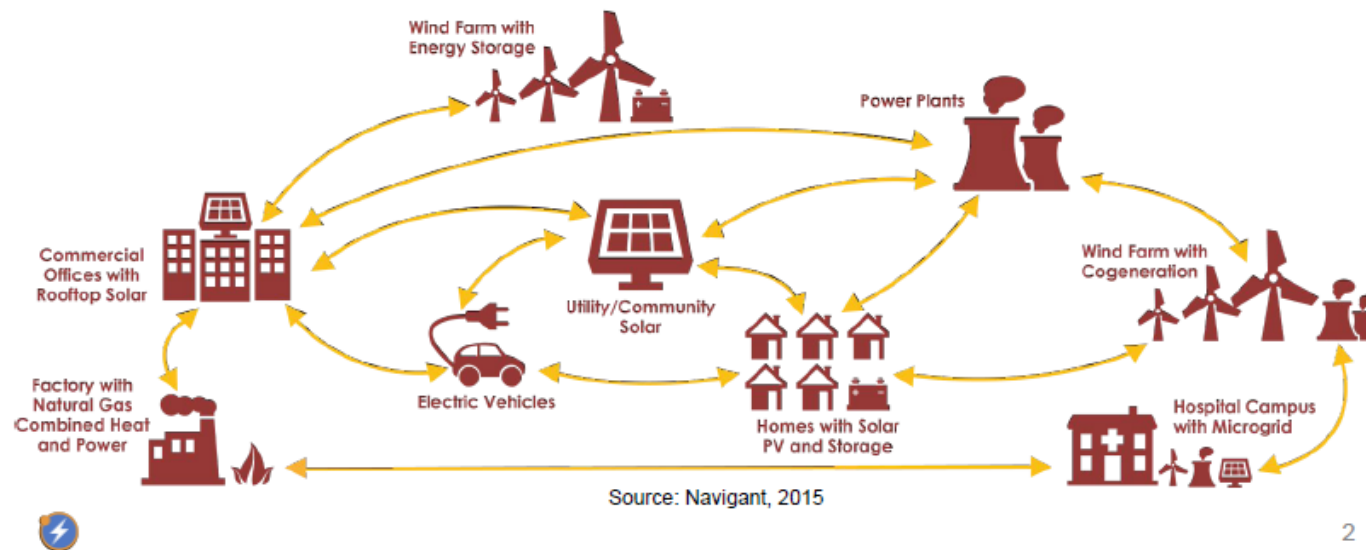 Wind Farm with
Energy Storage
Power Plants
Commercial
Offices with
Rooftop Solar
Utility/Community
Solar
Wind Farm with
Cogeneration
Factory with
Natural Gas
Combined Heat
and Power
Electric Vehicles
Homes with Solar
PV and Storage
Hospital Campus
with Microgrid
Source: Navigant, 2015
2